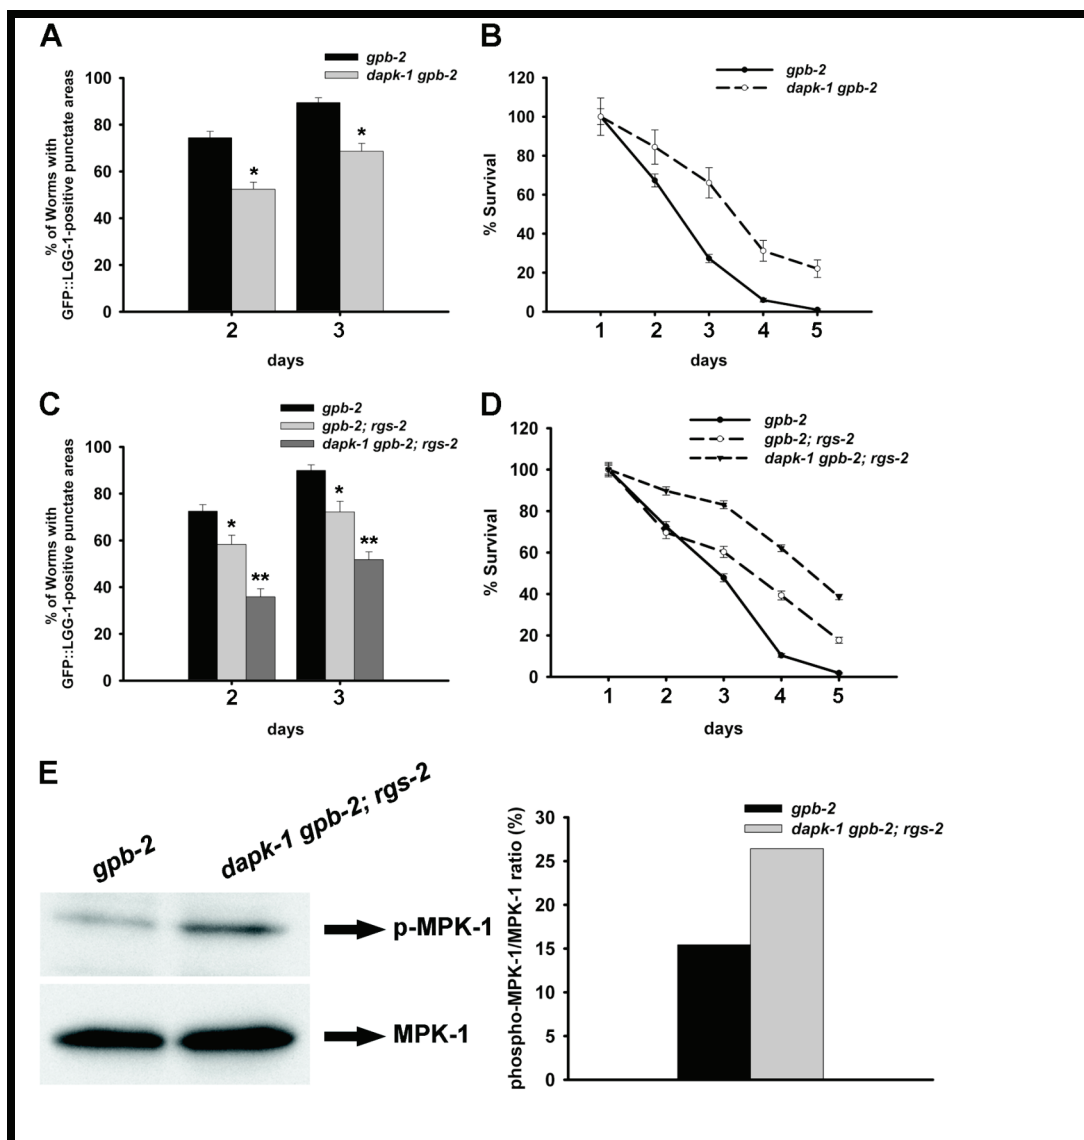 A
gpb-2
dapk-1 gpb-2
% of Worms with
GFP::LGG-1-positive punctate areas
100
80
60
40
20
0
*
*
2
3
days
B
gpb-2
dapk-1 gpb-2
% Survival
120
100
80
60
40
20
0
1
2
3
4
5
days
C
gpb-2
gpb-2; rgs-2
dapk-1 gpb-2; rgs-2
% of Worms with
GFP::LGG-1-positive punctate areas
100
80
60
40
20
0
*
**
*
**
2
3
days
D
gpb-2
gpb-2; rgs-2
dapk-1 gpb-2; rgs-2
% Survival
120
100
80
60
40
20
0
1
2
3
4
5
days
E
gpb-2
dapk-1 gpb-2; rgs-2
p-MPK-1
MPK-1
gpb-2
dapk-1 gpb-2; rgs-2
phospho-MPK-1/MPK-1 ratio (%)
30
25
20
15
10
5
0